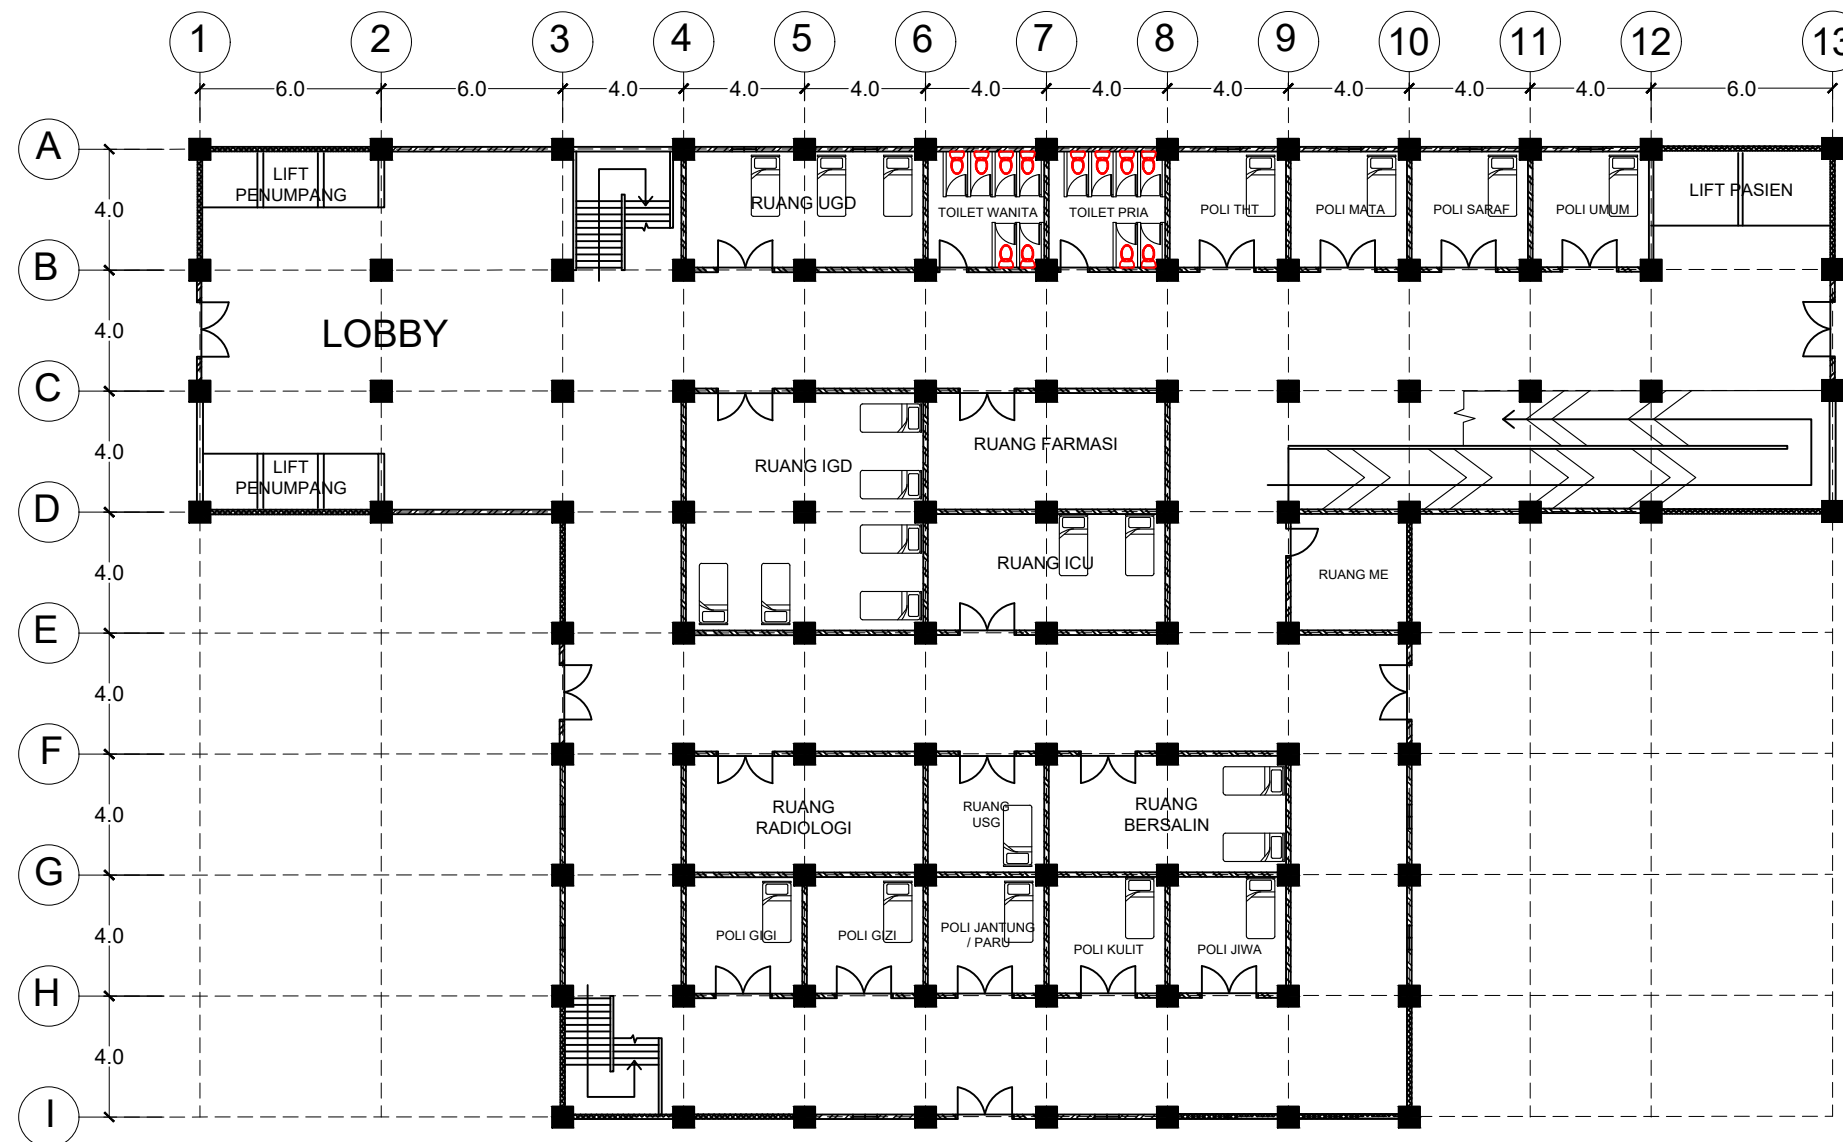 1 2 3 4 5 6 7 8 9 10 11 12 13
6.0 6.0 4.0 4.0 4.0 4.0 4.0 4.0 4.0 4.0 4.0 6.0
A
LIFT
PENUMPANG
RUANG UGD
TOILET WANITA
TOILET PRIA
POLI THT
POLI MATA
POLI SARAF
POLI UMUM
LIFT PASIEN
4.0
B
4.0
LOBBY
C
4.0
LIFT
PENUMPANG
RUANG IGD
RUANG FARMASI
D
4.0
RUANG ICU
RUANG ME
E
4.0
F
4.0
RUANG
RADIOLOGI
RUANG
USG
RUANG
BERSALIN
G
4.0
POLI GIGI
POLI GIZI
POLI JANTUNG
/ PARU
POLI KULIT
POLI JIWA
H
4.0
I